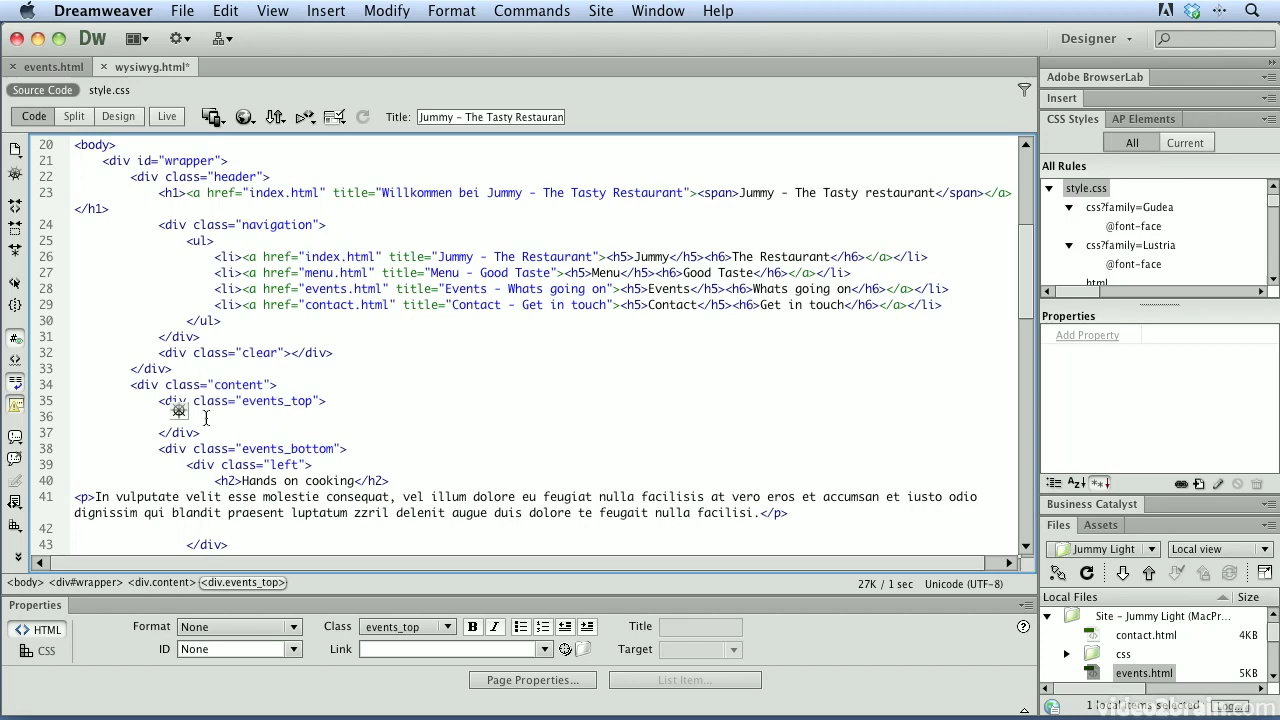 Dreamweaver File Edit View Insert Modify Format Commands Site Window Help
Dw Designer
events.html wysiwyg.html*
Source Code style.css
Code Split Design Live Title: Jummy - The Tasty Restauran
20 <body>
21 <div id="wrapper">
22 <div class="header">
23 <h1><a href="index.html" title="Willkommen bei Jummy - The Tasty Restaurant"><span>Jummy - The Tasty restaurant</span></a>
</h1>
24 <div class="navigation">
25 <ul>
26 <li><a href="index.html" title="Jummy - The Restaurant"><h5>Jummy</h5><h6>The Restaurant</h6></a></li>
27 <li><a href="menu.html" title="Menu - Good Taste"><h5>Menu</h5><h6>Good Taste</h6></a></li>
28 <li><a href="events.html" title="Events - Whats going on"><h5>Events</h5><h6>Whats going on</h6></a></li>
29 <li><a href="contact.html" title="Contact - Get in touch"><h5>Contact</h5><h6>Get in touch</h6></a></li>
30 </ul>
31 </div>
32 <div class="clear"></div>
33 </div>
34 <div class="content">
35 <div class="events_top">
36
37 </div>
38 <div class="events_bottom">
39 <div class="left">
40 <h2>Hands on cooking</h2>
41 <p>In vulputate velit esse molestie consequat, vel illum dolore eu feugiat nulla facilisis at vero eros et accumsan et iusto odio
dignissim qui blandit praesent luptatum zzril delenit augue duis dolore te feugait nulla facilisi.</p>
42
43 </div>
<body> <div#wrapper> <div.content> <div.events_top> 27K / 1 sec Unicode (UTF-8)
Properties
HTML Format None Class events_top B I Title
CSS ID None Link Target
Page Properties... List Item...
Adobe BrowserLab
Insert
CSS Styles AP Elements
All Current
All Rules
style.css
css?family=Gudea
@font-face
css?family=Lustria
@font-face
html
Properties
Add Property
Business Catalyst
Files Assets
Jummy Light Local view
Local Files Size
Site - Jummy Light (MacPr...
contact.html 4KB
css
events.html 5KB
1 local items selected Log...
video2brain.com